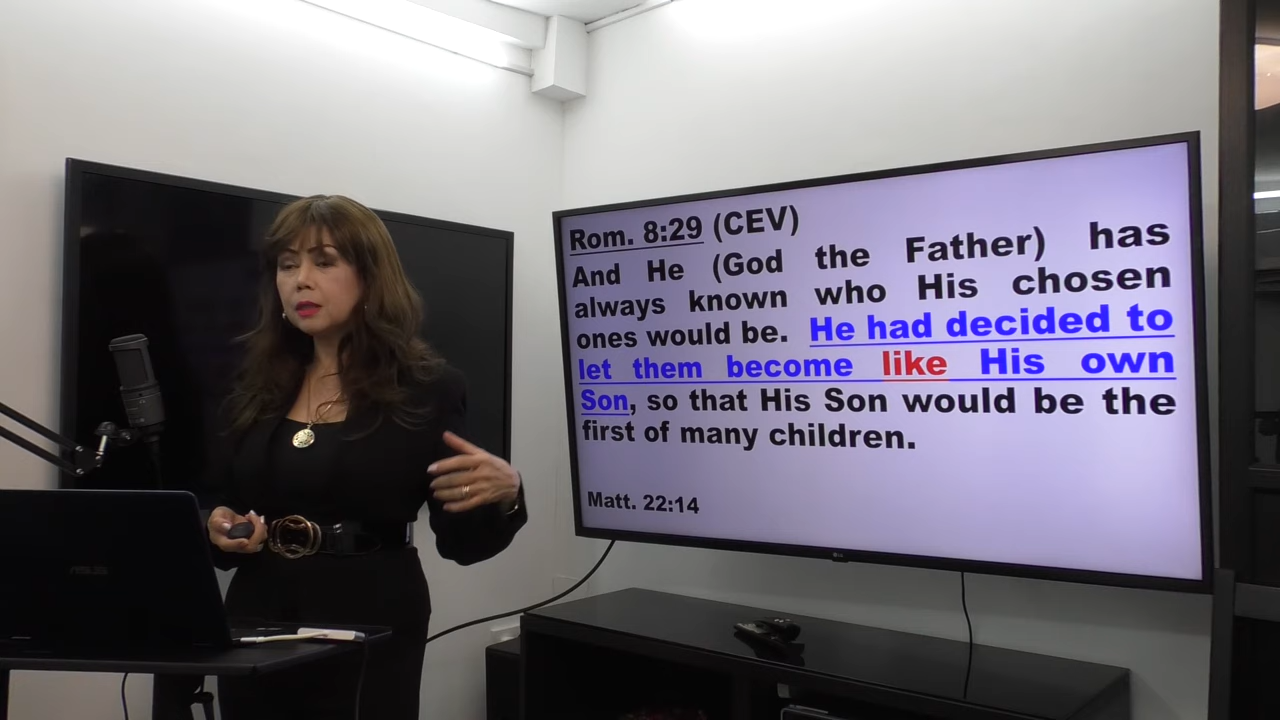 Rom. 8:29 (CEV)
And He (God the Father) has
always known who His chosen
ones would be. He had decided to
let them become like His own
Son, so that His Son would be the
first of many children.
Matt. 22:14
LG
ASUS